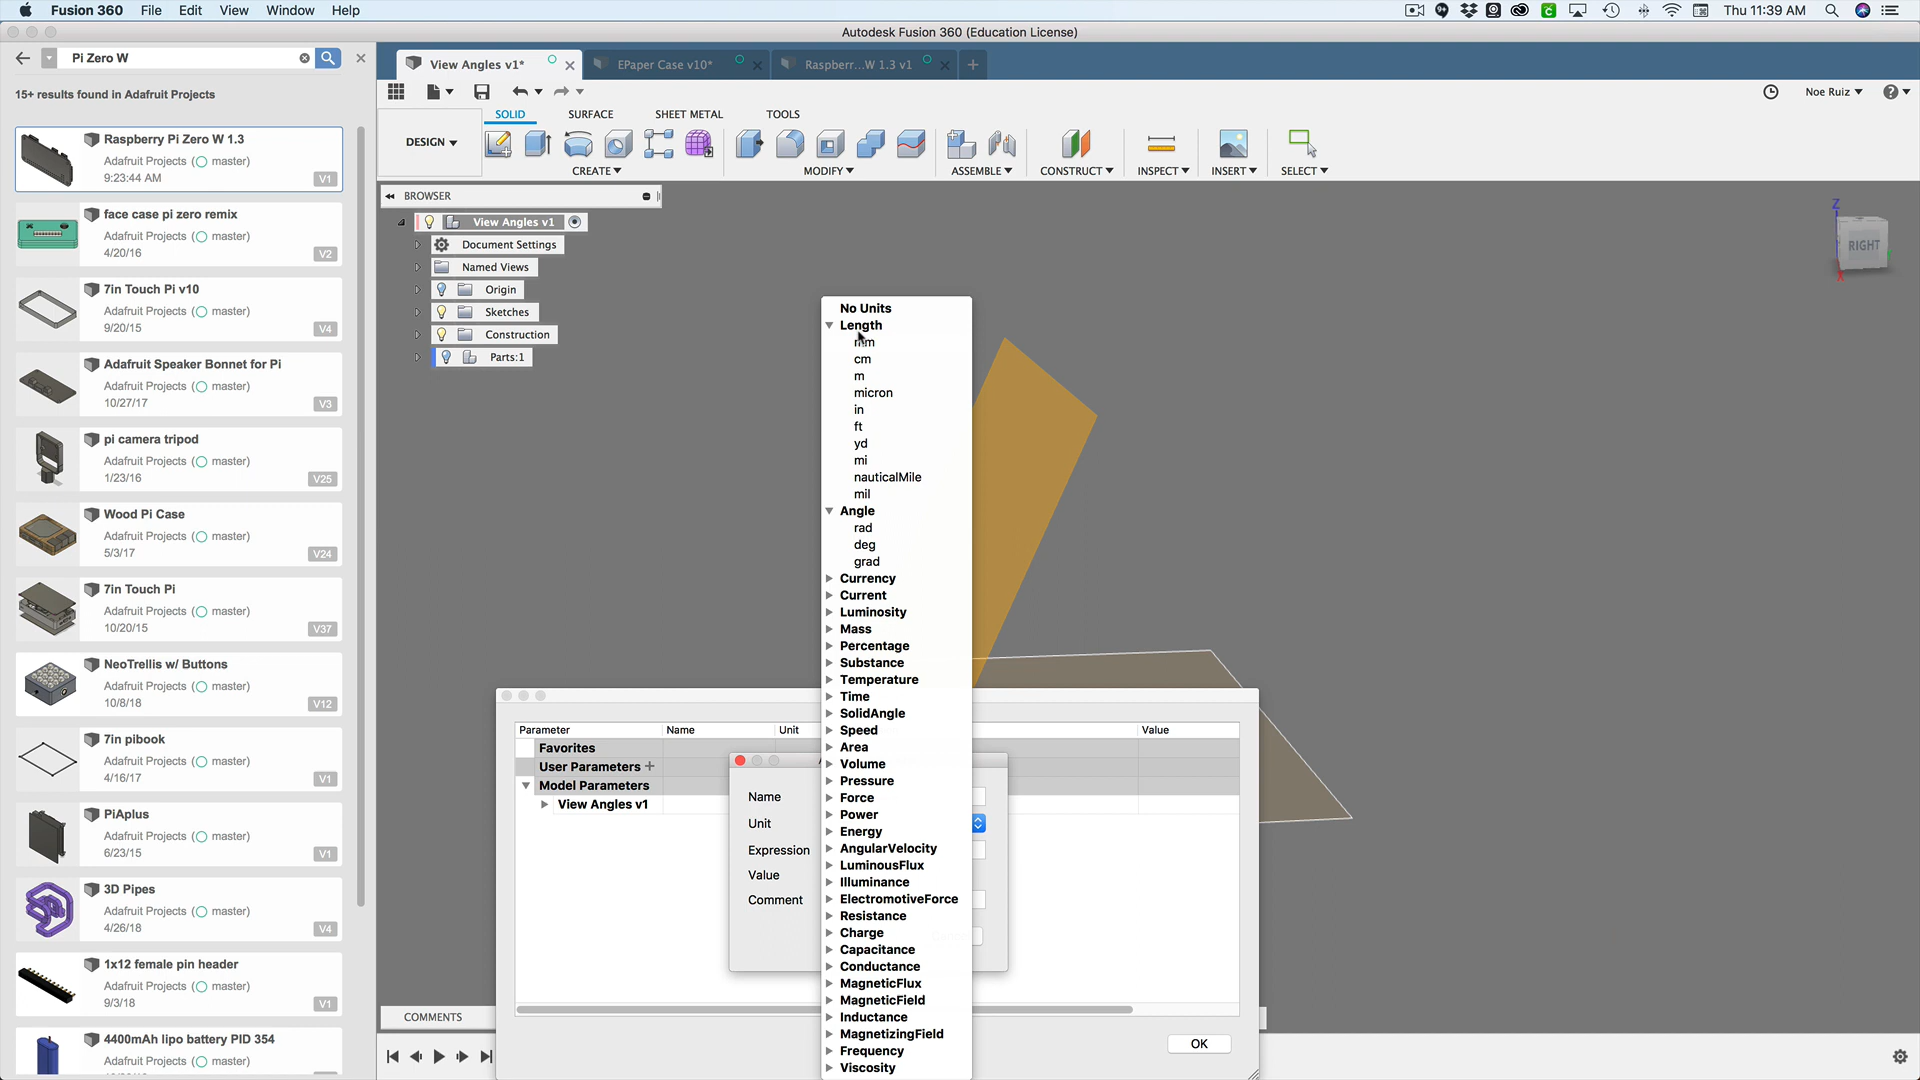 Fusion 360 File Edit View Window Help
Thu 11:39 AM
Autodesk Fusion 360 (Education License)
Pi Zero W
15+ results found in Adafruit Projects
Raspberry Pi Zero W 1.3
Adafruit Projects ( master)
9:23:44 AM
V1
face case pi zero remix
Adafruit Projects ( master)
4/20/16
V2
7in Touch Pi v10
Adafruit Projects ( master)
9/20/15
V4
Adafruit Speaker Bonnet for Pi
Adafruit Projects ( master)
10/27/17
V3
pi camera tripod
Adafruit Projects ( master)
1/23/16
V25
Wood Pi Case
Adafruit Projects ( master)
5/3/17
V24
7in Touch Pi
Adafruit Projects ( master)
10/20/15
V37
NeoTrellis w/ Buttons
Adafruit Projects ( master)
10/8/18
V12
7in pibook
Adafruit Projects ( master)
4/16/17
V1
PiAplus
Adafruit Projects ( master)
6/23/15
V1
3D Pipes
Adafruit Projects ( master)
4/26/18
V4
1x12 female pin header
Adafruit Projects ( master)
9/3/18
V1
4400mAh lipo battery PID 354
Adafruit Projects ( master)
View Angles v1*
EPaper Case v10*
Raspberr...W 1.3 v1
Noe Ruiz
DESIGN
SOLID SURFACE SHEET METAL TOOLS
CREATE MODIFY ASSEMBLE CONSTRUCT INSPECT INSERT SELECT
BROWSER
View Angles v1
Document Settings
Named Views
Origin
Sketches
Construction
Parts:1
Z
RIGHT
X
No Units
Length
mm
cm
m
micron
in
ft
yd
mi
nauticalMile
mil
Angle
rad
deg
grad
Currency
Current
Luminosity
Mass
Percentage
Substance
Temperature
Time
SolidAngle
Speed
Area
Volume
Pressure
Force
Power
Energy
AngularVelocity
LuminousFlux
Illuminance
ElectromotiveForce
Resistance
Charge
Capacitance
Conductance
MagneticFlux
MagneticField
Inductance
MagnetizingField
Frequency
Viscosity
Parameter Name Unit Value
Favorites
User Parameters +
Model Parameters
View Angles v1
Name
Unit
Expression
Value
Comment
OK
COMMENTS